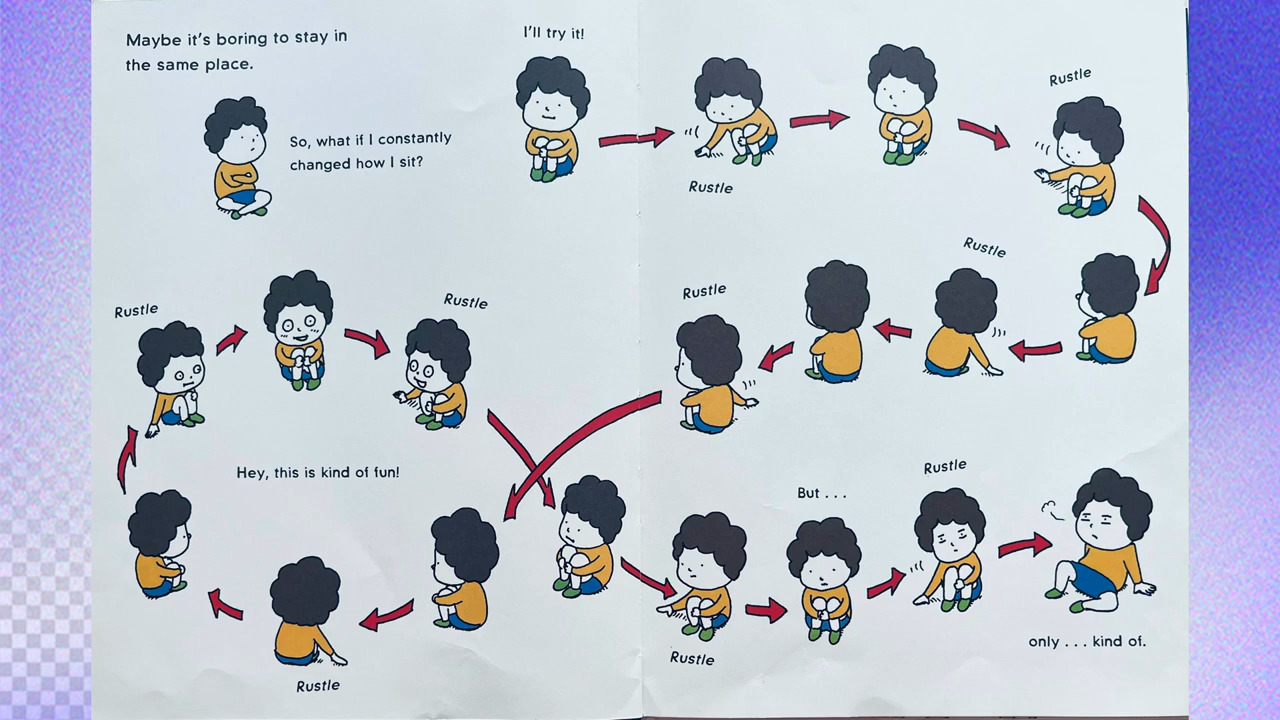 Maybe it's boring to stay in
the same place.
So, what if I constantly
changed how I sit?
I'll try it!
Rustle
Rustle
Rustle
Rustle
Rustle
Rustle
Rustle
Hey, this is kind of fun!
Rustle
But . . .
Rustle
only . . . kind of.